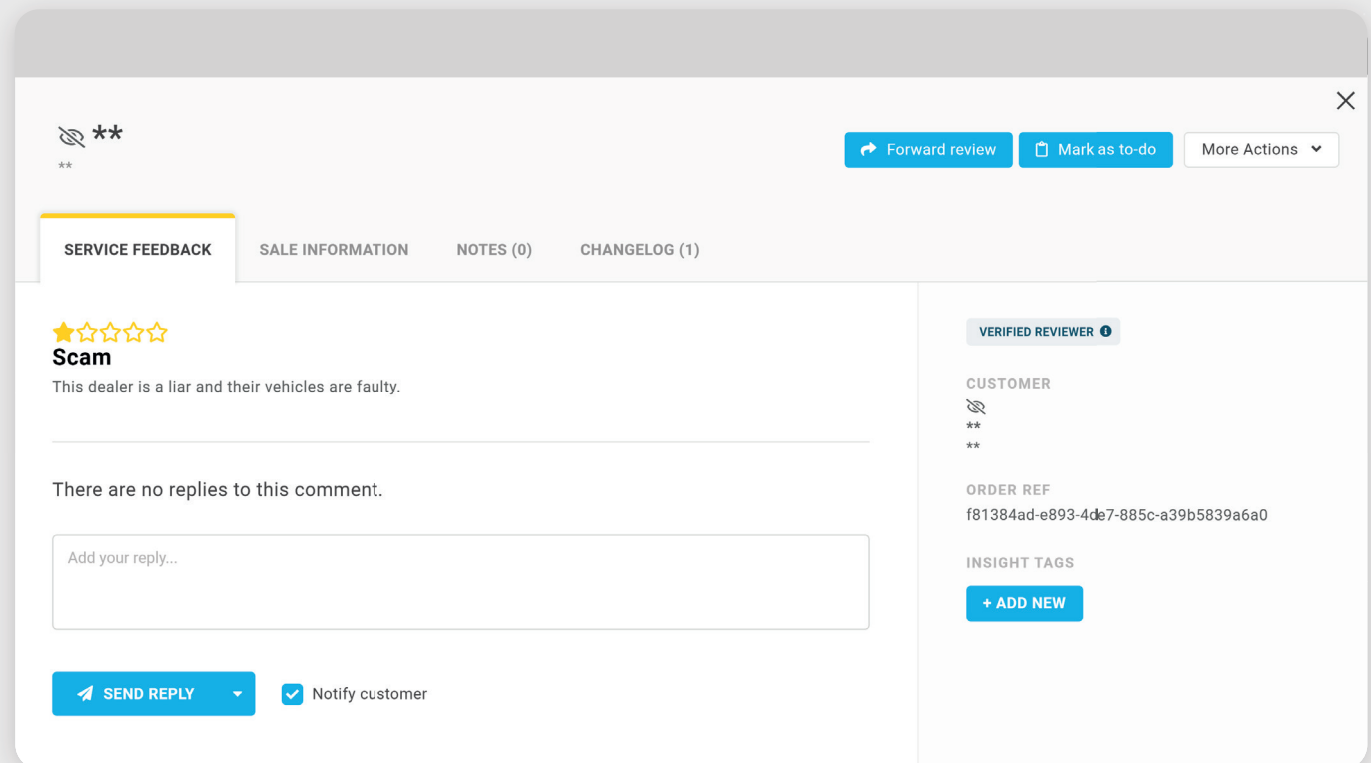 **
**
Forward review
Mark as to-do
More Actions
SERVICE FEEDBACK
SALE INFORMATION
NOTES (0)
CHANGELOG (1)
Scam
This dealer is a liar and their vehicles are faulty.
There are no replies to this comment.
Add your reply...
SEND REPLY
Notify customer
VERIFIED REVIEWER
CUSTOMER
**
**
ORDER REF
f81384ad-e893-4de7-885c-a39b5839a6a0
INSIGHT TAGS
+ ADD NEW